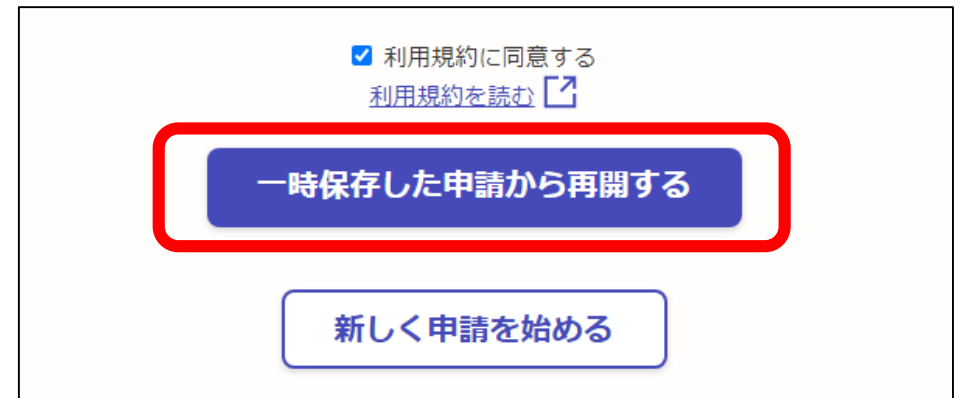 利用規約に同意する
利用規約を読む
一時保存した申請から再開する
新しく申請を始める